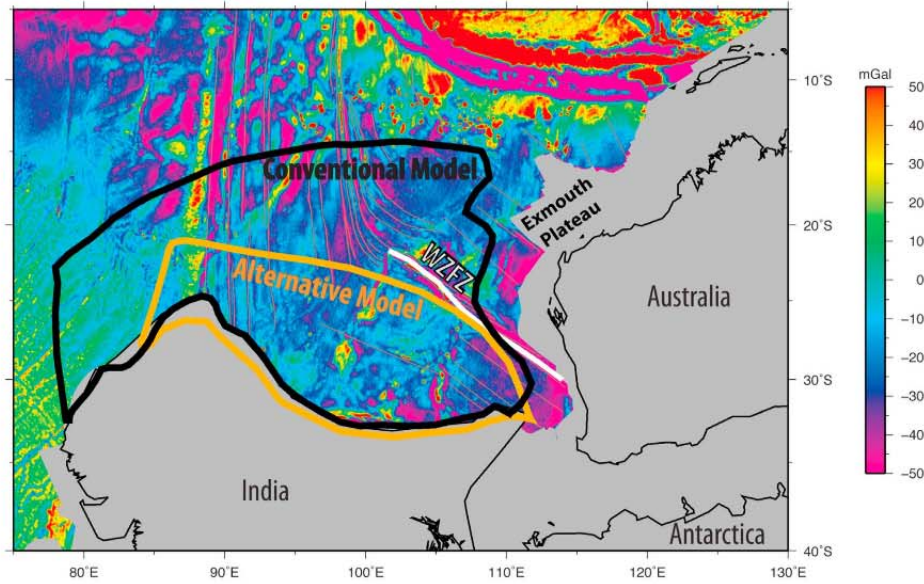 mGal
50
40
30
20
10
0
−10
−20
−30
−40
−50
10°S
20°S
30°S
40°S
80°E
90°E
100°E
110°E
120°E
130°E
Conventional Model
Exmouth
Plateau
WZFZ
Alternative Model
Australia
India
Antarctica